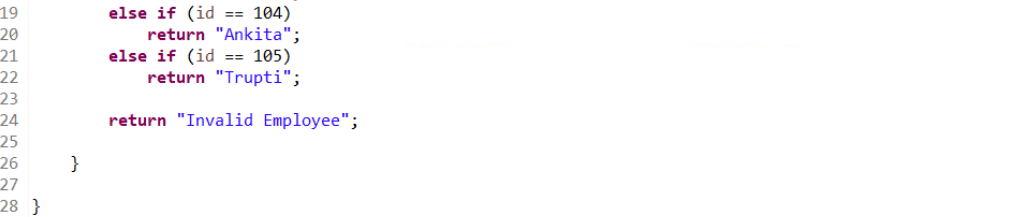 19 else if (id == 104)
20 return "Ankita";
21 else if (id == 105)
22 return "Trupti";
23
24 return "Invalid Employee";
25
26 }
27
28 }